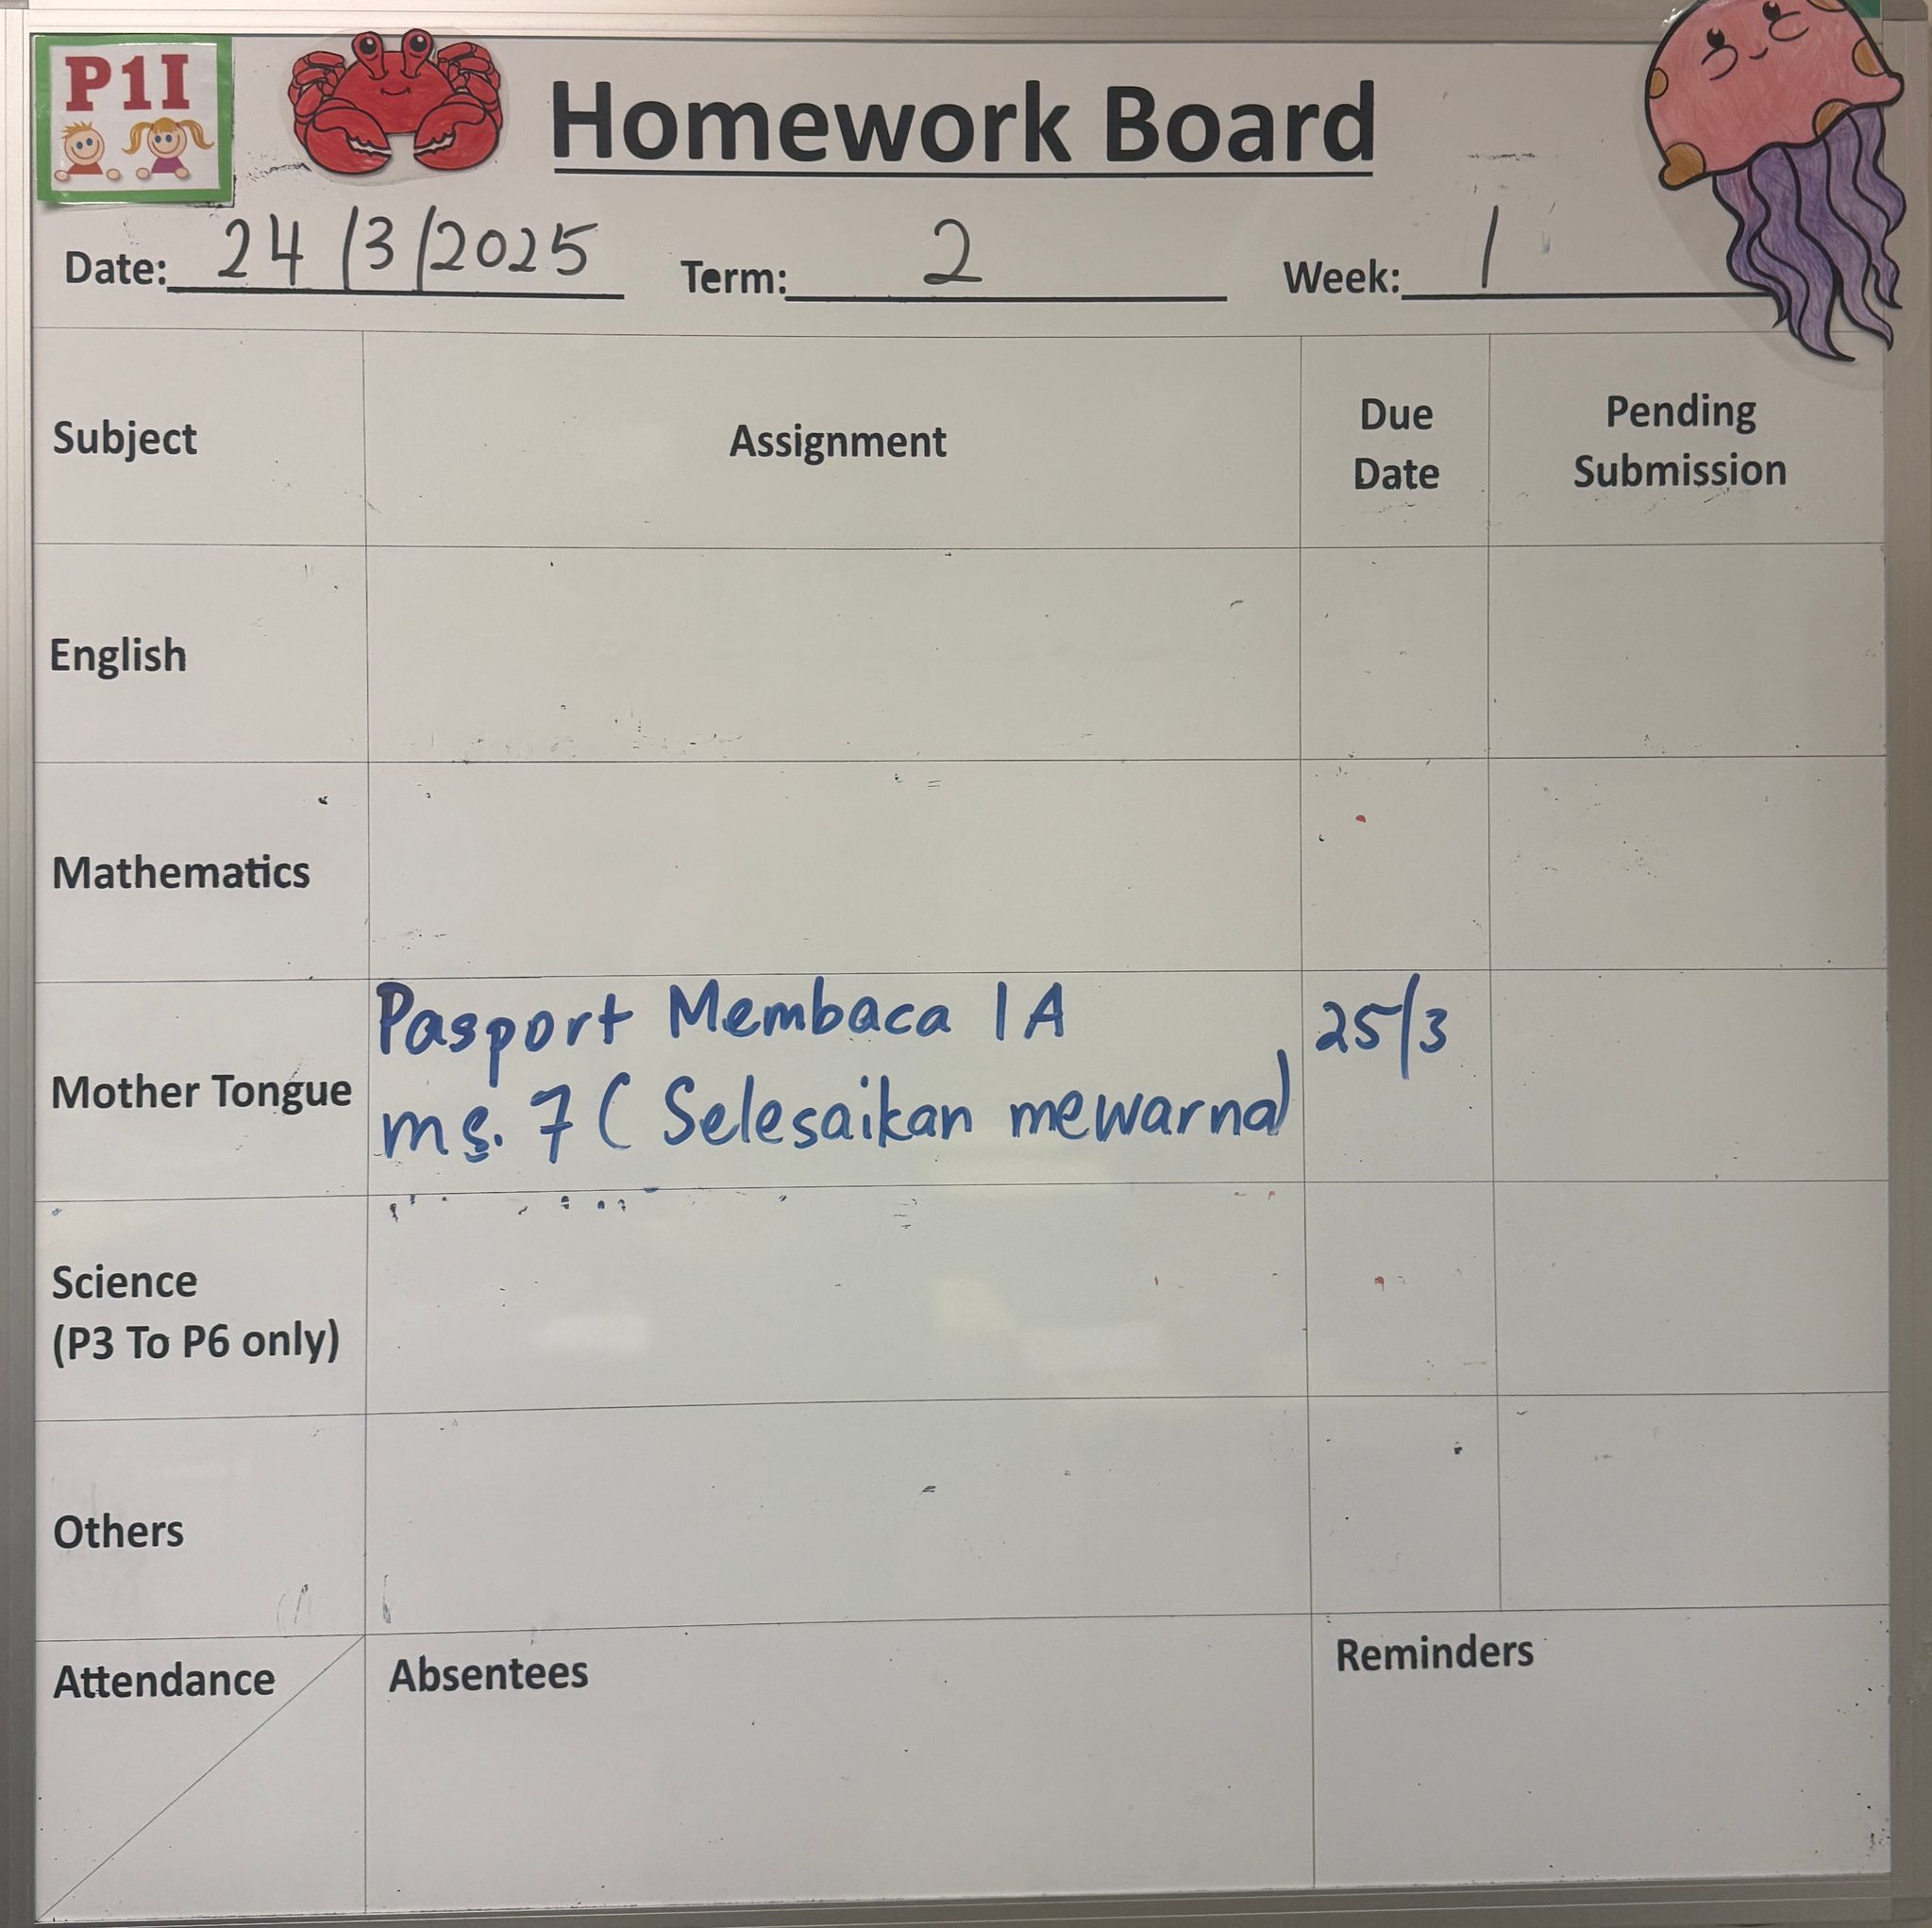 P1I
Homework Board
Date: 24/3/2025 Term: 2 Week: 1
Subject Assignment Due Date Pending Submission
English
Mathematics
Mother Tongue
Pasport Membaca 1A 25/3
ms. 7 (Selesaikan mewarna)
Science
(P3 To P6 only)
Others
Attendance Absentees Reminders